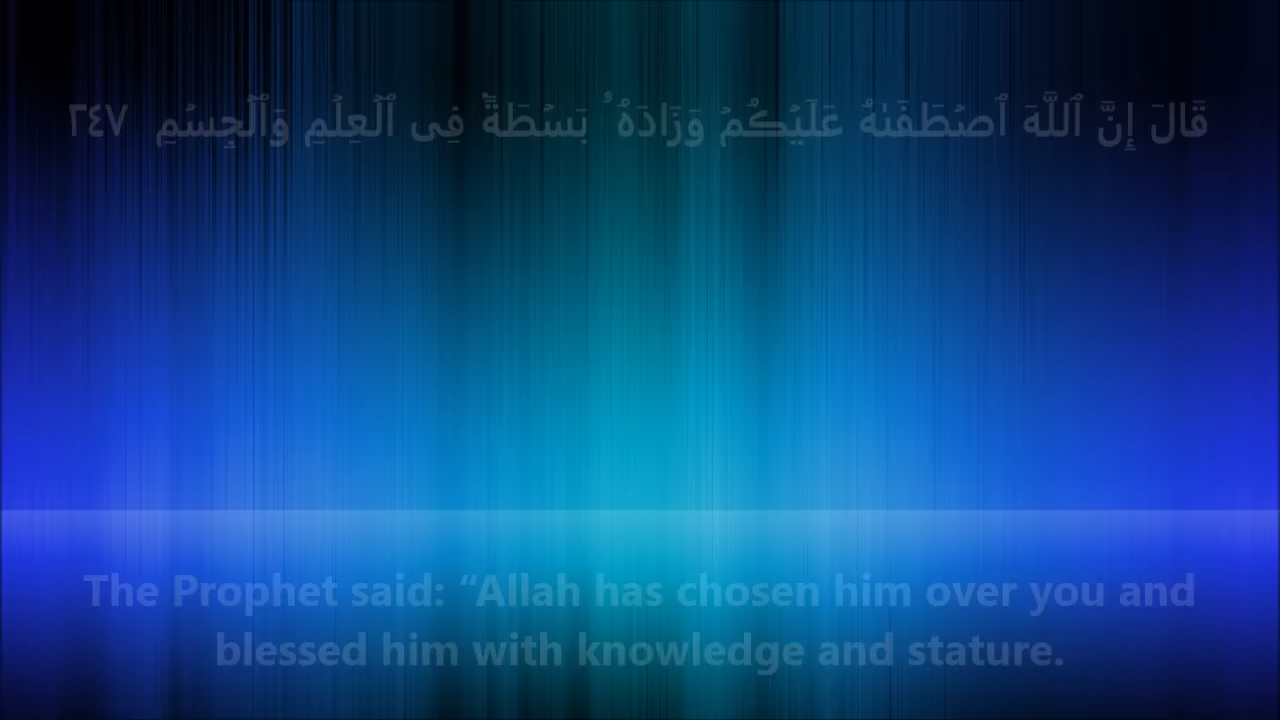 قَالَ إِنَّ ٱللَّهَ ٱصْطَفَىٰهُ عَلَيْكُمْ وَزَادَهُۥ بَسْطَةًۭ فِى ٱلْعِلْمِ وَٱلْجِسْمِ ٢٤٧
The Prophet said: “Allah has chosen him over you and
blessed him with knowledge and stature.